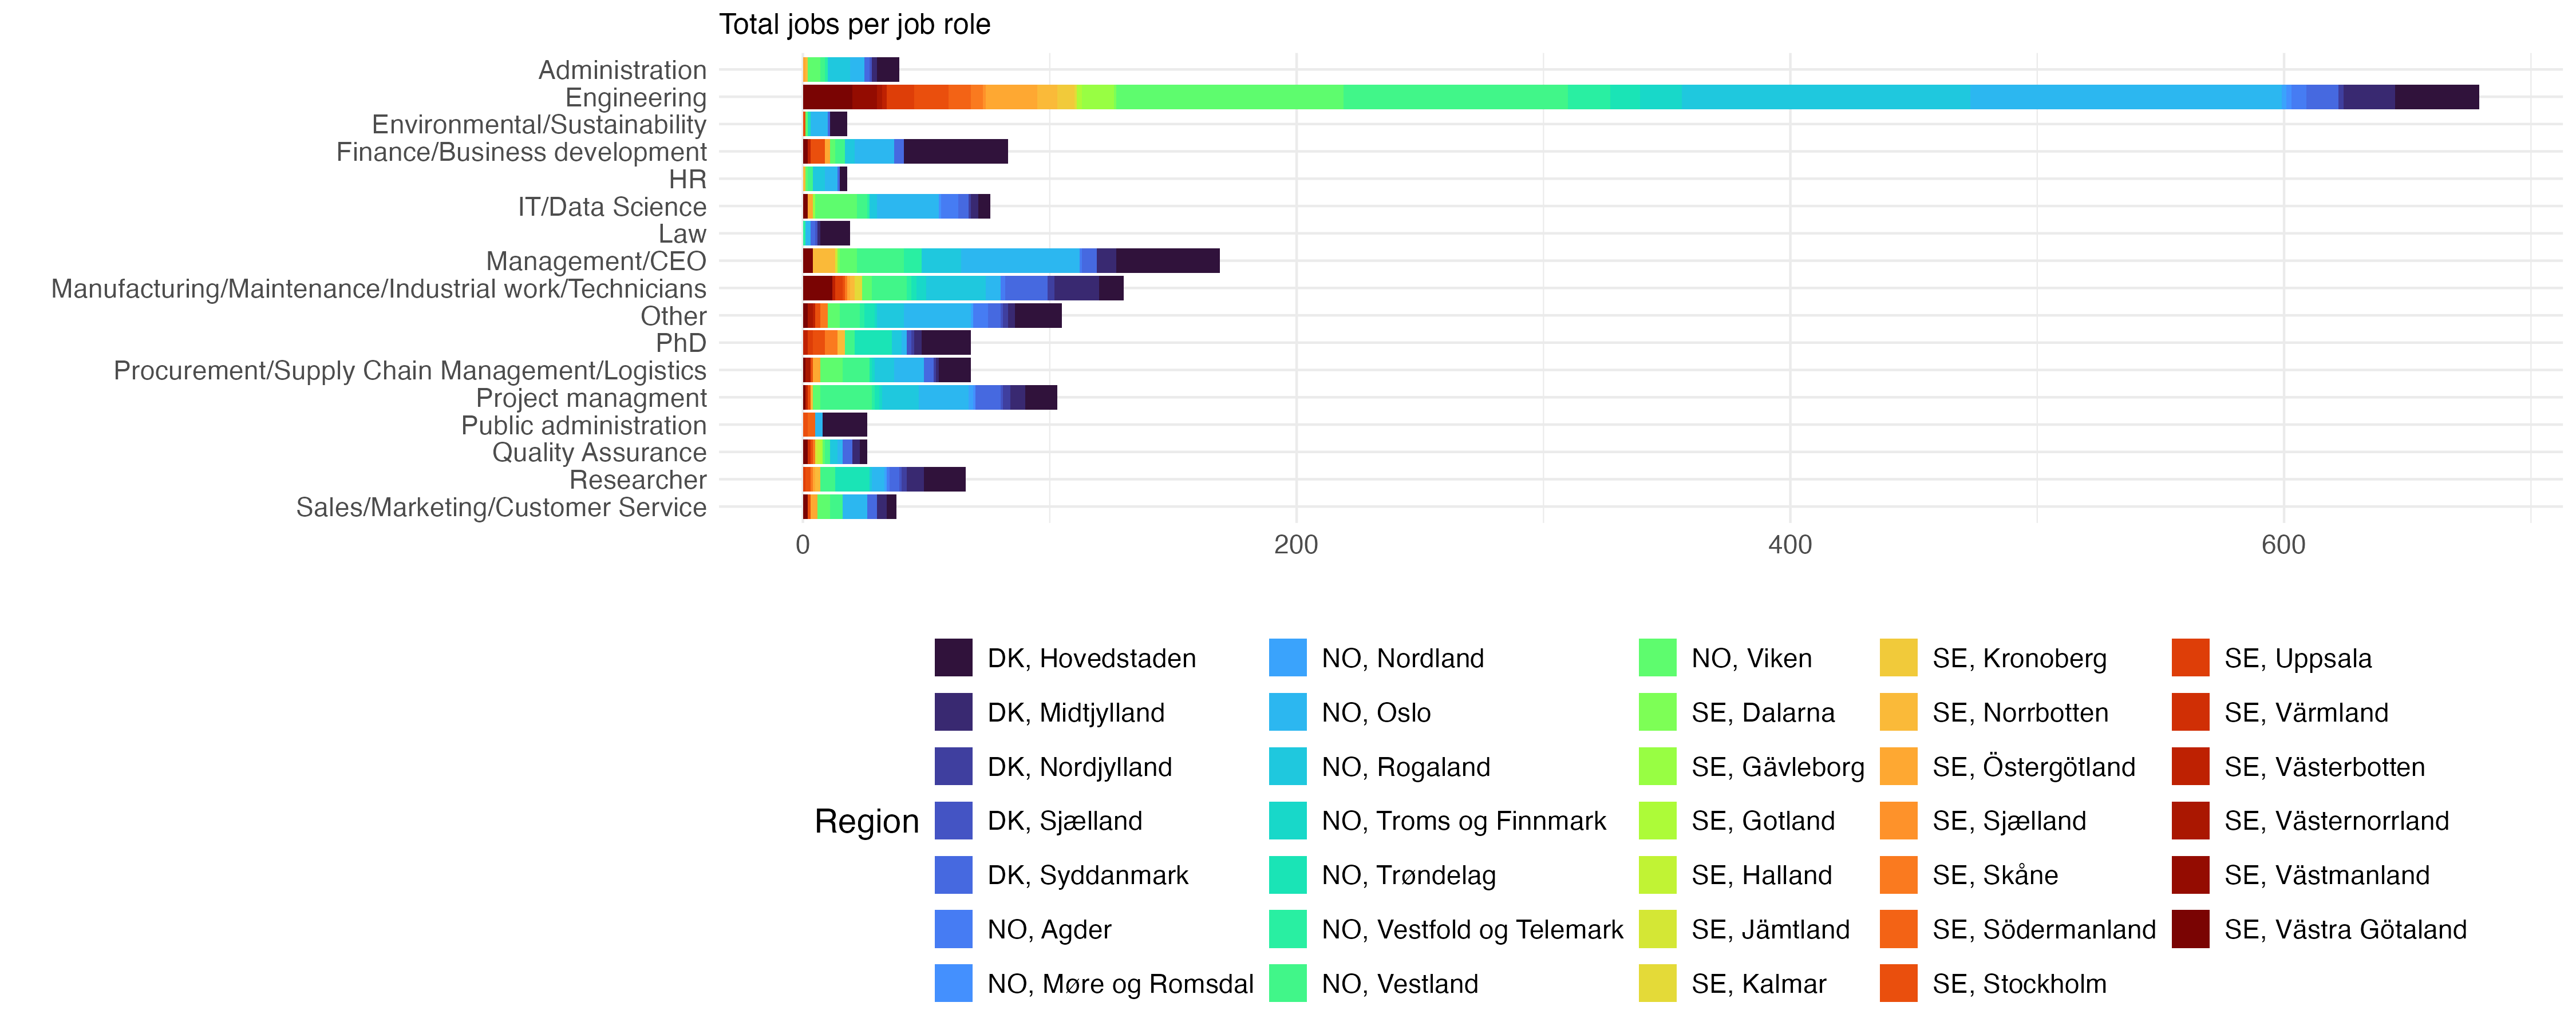 Total jobs per job role
Administration
Engineering
Environmental/Sustainability
Finance/Business development
HR
IT/Data Science
Law
Management/CEO
Manufacturing/Maintenance/Industrial work/Technicians
Other
PhD
Procurement/Supply Chain Management/Logistics
Project managment
Public administration
Quality Assurance
Researcher
Sales/Marketing/Customer Service
0 200 400 600
Region
DK, Hovedstaden
DK, Midtjylland
DK, Nordjylland
DK, Sjælland
DK, Syddanmark
NO, Agder
NO, Møre og Romsdal
NO, Nordland
NO, Oslo
NO, Rogaland
NO, Troms og Finnmark
NO, Trøndelag
NO, Vestfold og Telemark
NO, Vestland
NO, Viken
SE, Dalarna
SE, Gävleborg
SE, Gotland
SE, Halland
SE, Jämtland
SE, Kalmar
SE, Kronoberg
SE, Norrbotten
SE, Östergötland
SE, Sjælland
SE, Skåne
SE, Södermanland
SE, Stockholm
SE, Uppsala
SE, Värmland
SE, Västerbotten
SE, Västernorrland
SE, Västmanland
SE, Västra Götaland